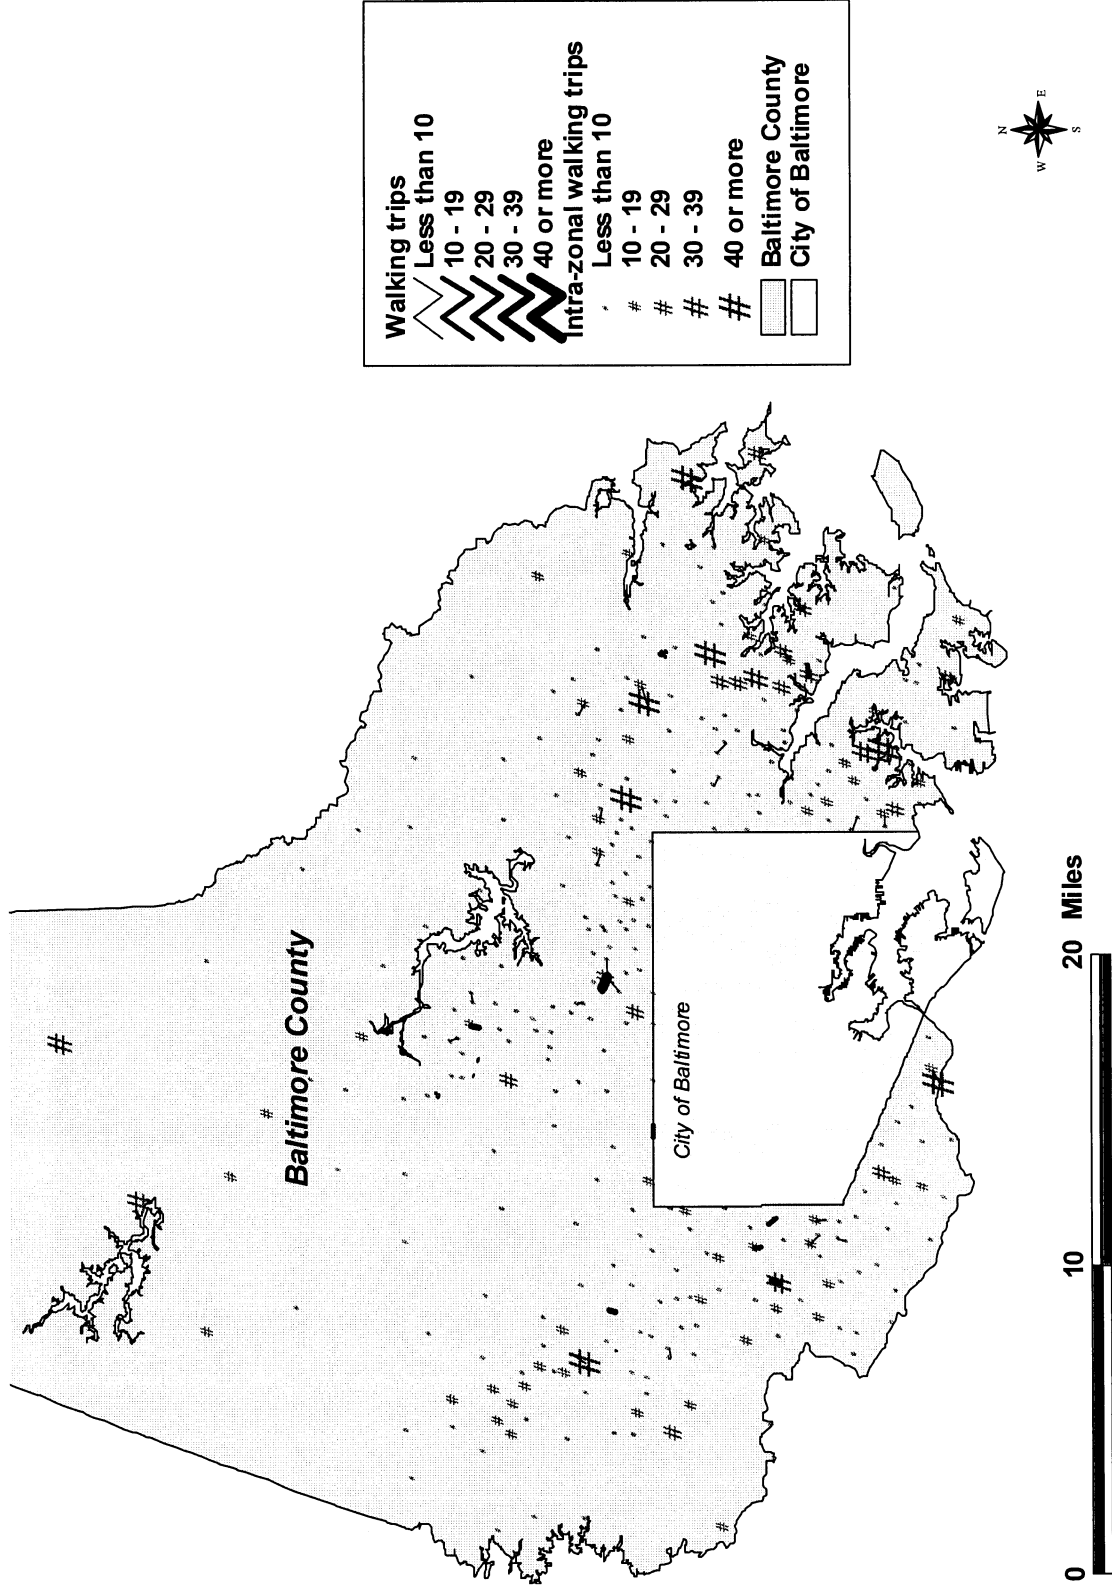 Walking trips
Less than 10
10 - 19
20 - 29
30 - 39
40 or more
Intra-zonal walking trips
Less than 10
10 - 19
20 - 29
30 - 39
40 or more
Baltimore County
City of Baltimore
N
W
E
S
Baltimore County
City of Baltimore
0
10
20 Miles